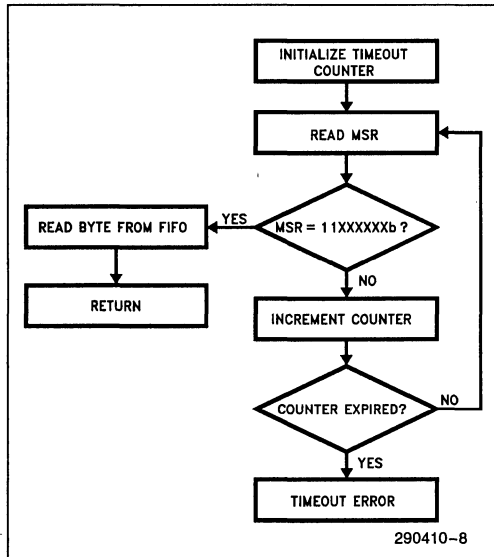 INITIALIZE TIMEOUT
COUNTER
READ MSR
MSR = 11XXXXXXb ?
YES
READ BYTE FROM FIFO
RETURN
NO
INCREMENT COUNTER
COUNTER EXPIRED?
NO
YES
TIMEOUT ERROR
290410-8